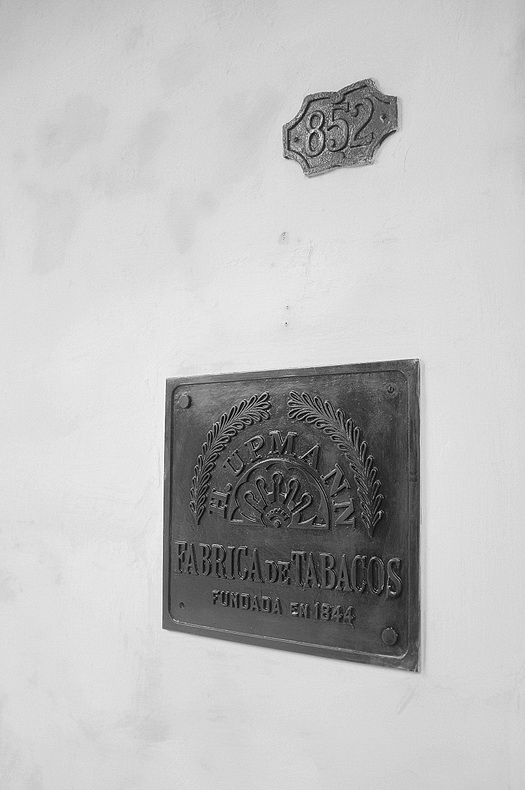 852
H. UPMANN
FABRICA DE TABACOS
FUNDADA EN 1844